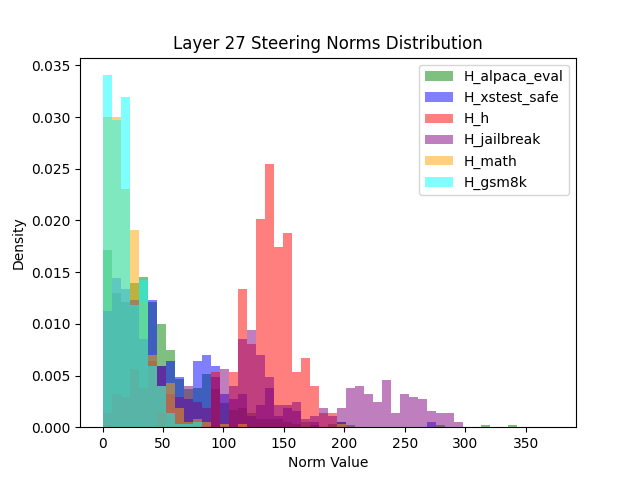 Layer 27 Steering Norms Distribution
H_alpaca_eval
H_xstest_safe
H_h
H_jailbreak
H_math
H_gsm8k
0.035
0.030
0.025
0.020
0.015
0.010
0.005
0.000
Density
0
50
100
150
200
250
300
350
Norm Value